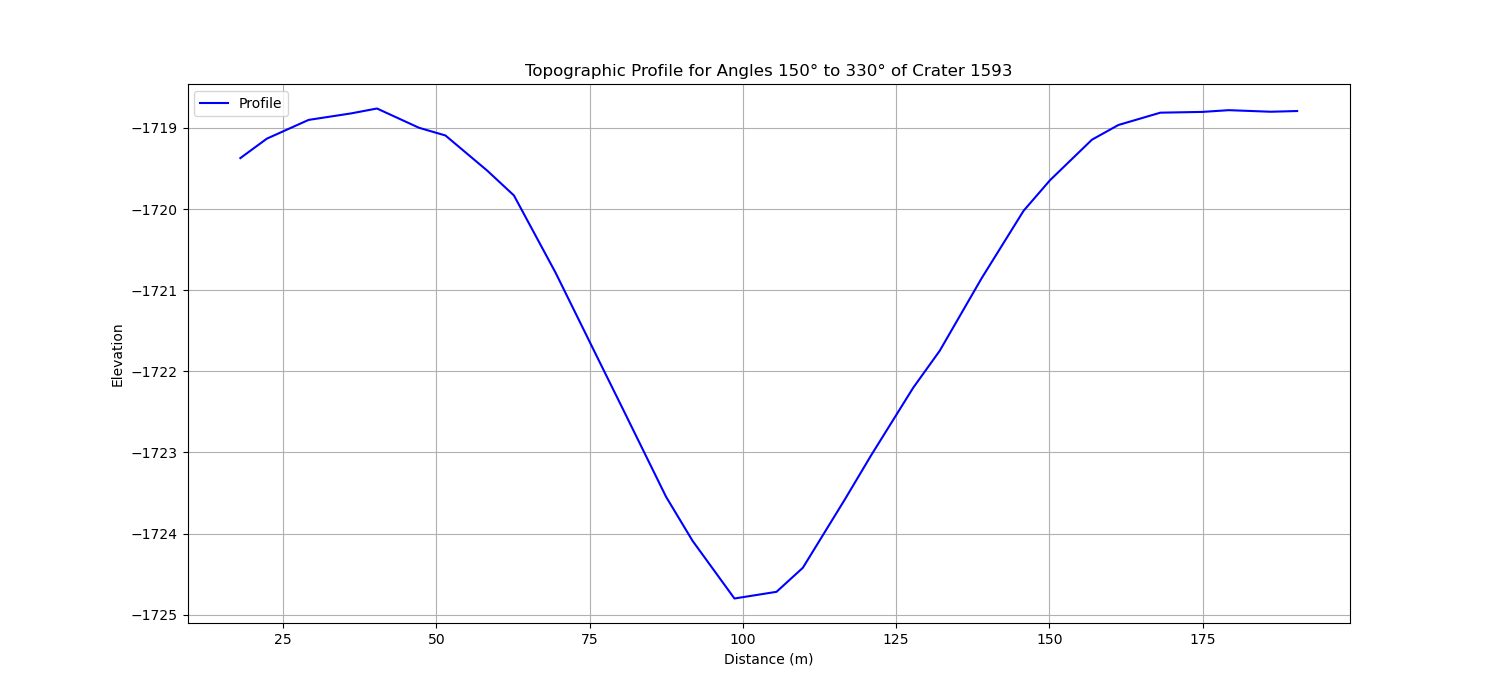 Topographic Profile for Angles 150° to 330° of Crater 1593
Profile
−1719
−1720
−1721
−1722
−1723
−1724
−1725
Elevation
25 50 75 100 125 150 175
Distance (m)